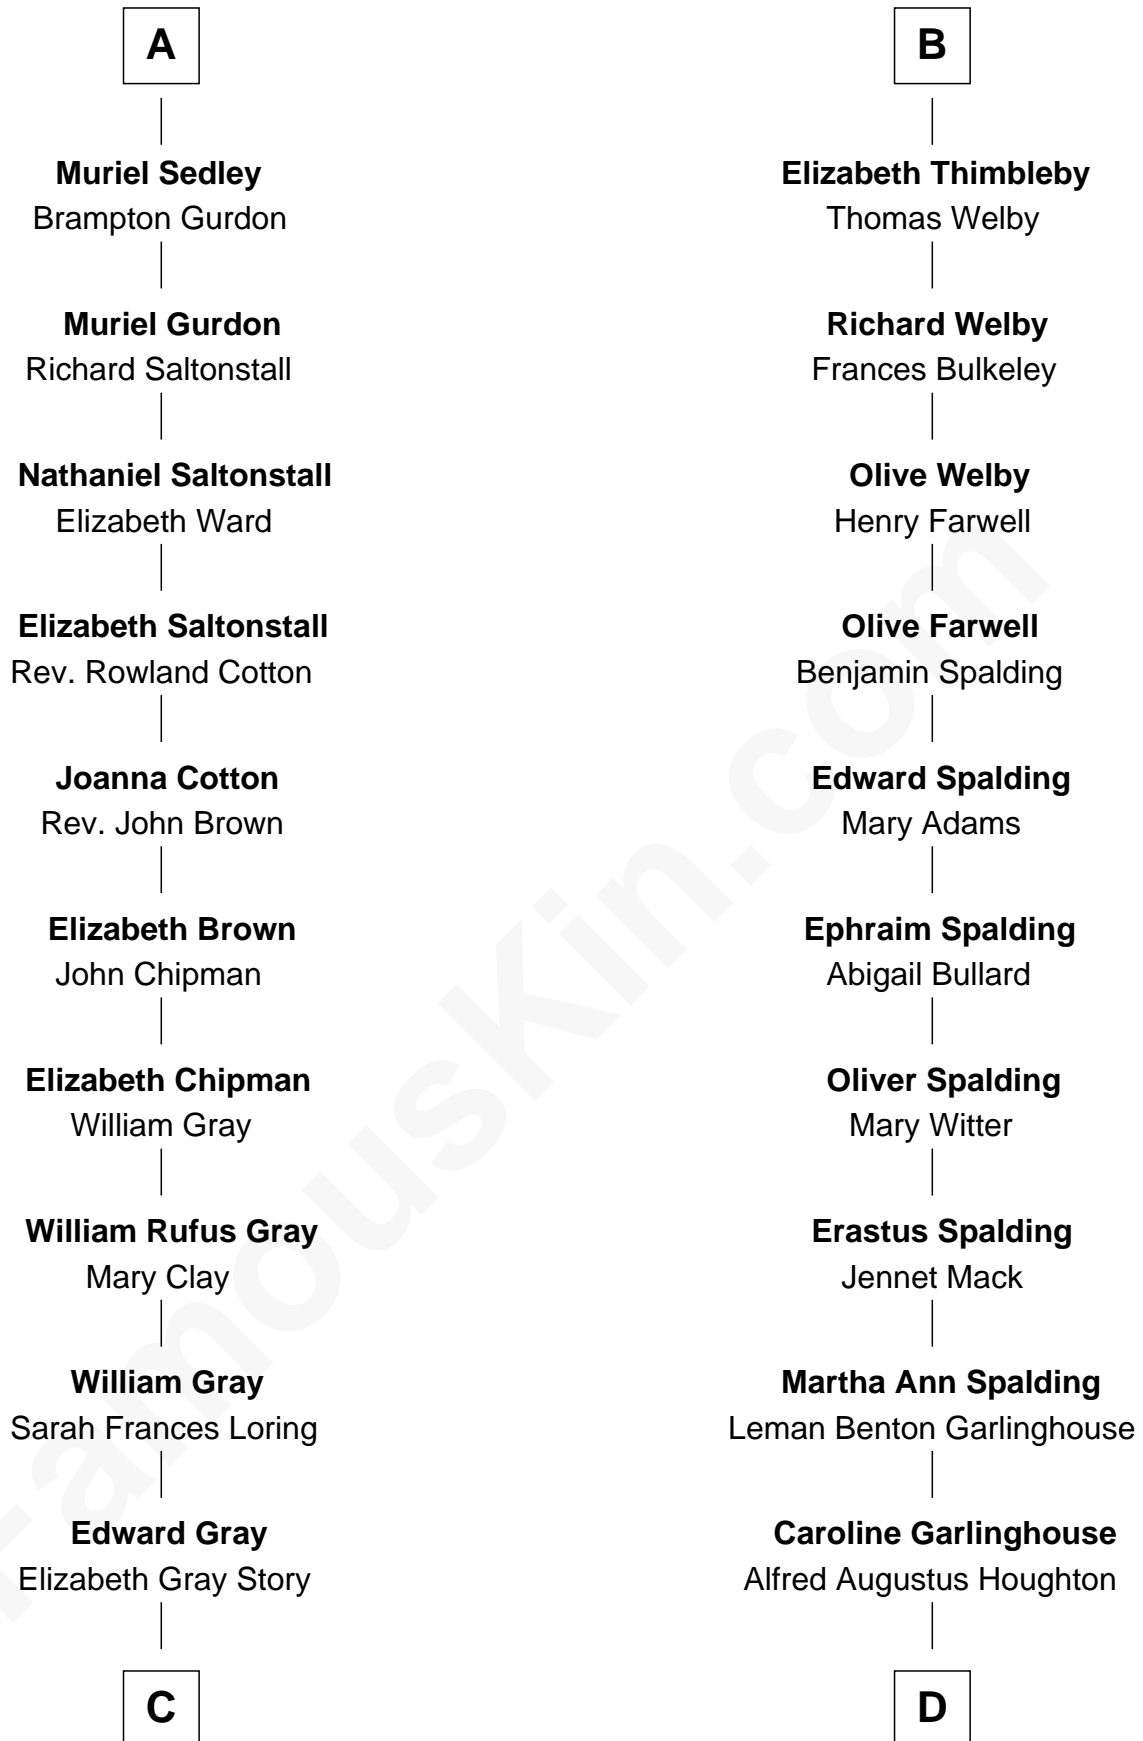 A
Muriel Sedley
Brampton Gurdon
Muriel Gurdon
Richard Saltonstall
Nathaniel Saltonstall
Elizabeth Ward
Elizabeth Saltonstall
Rev. Rowland Cotton
Joanna Cotton
Rev. John Brown
Elizabeth Brown
John Chipman
Elizabeth Chipman
William Gray
William Rufus Gray
Mary Clay
William Gray
Sarah Frances Loring
Edward Gray
Elizabeth Gray Story
C
B
Elizabeth Thimbleby
Thomas Welby
Richard Welby
Frances Bulkeley
Olive Welby
Henry Farwell
Olive Farwell
Benjamin Spalding
Edward Spalding
Mary Adams
Ephraim Spalding
Abigail Bullard
Oliver Spalding
Mary Witter
Erastus Spalding
Jennet Mack
Martha Ann Spalding
Leman Benton Garlinghouse
Caroline Garlinghouse
Alfred Augustus Houghton
D
FamousKin.com